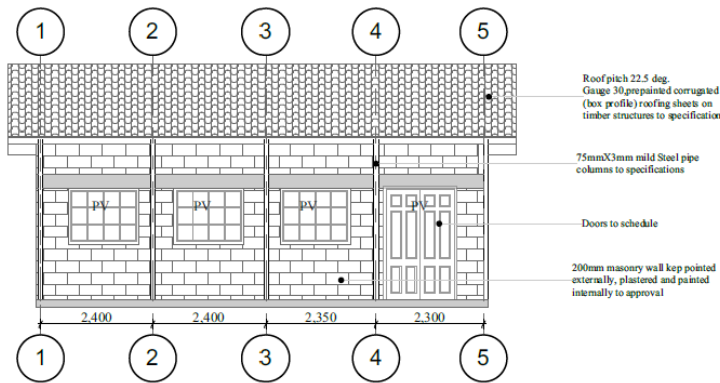 1 2 3 4 5
Roof pitch 22.5 deg.
Gauge 30,prepainted corrugated
(box profile) roofing sheets on
timber structures to specification
75mmX3mm mild Steel pipe
columns to specifications
PV PV PV PV
Doors to schedule
200mm masonry wall kep pointed
externally, plastered and painted
internally to approval
2,400 2,400 2,350 2,300
1 2 3 4 5